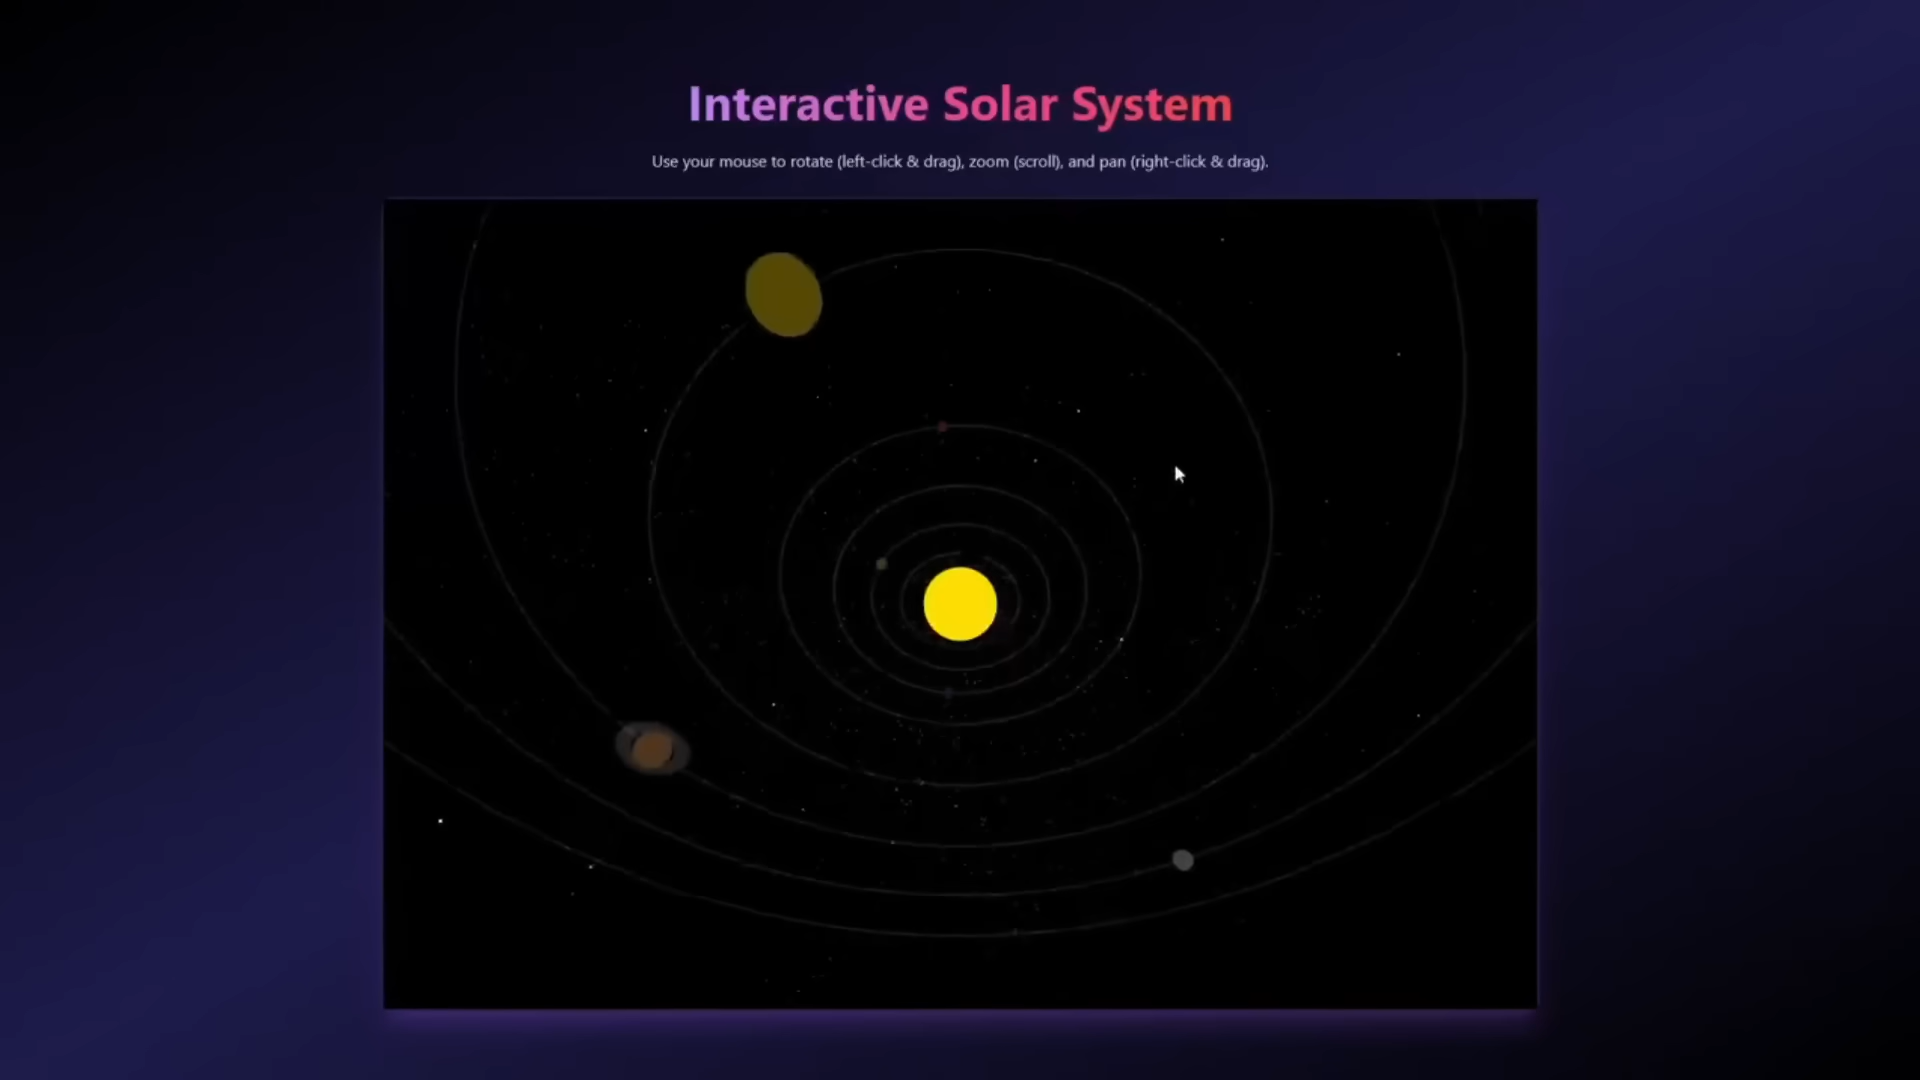 Interactive Solar System
Use your mouse to rotate (left-click & drag), zoom (scroll), and pan (right-click & drag).